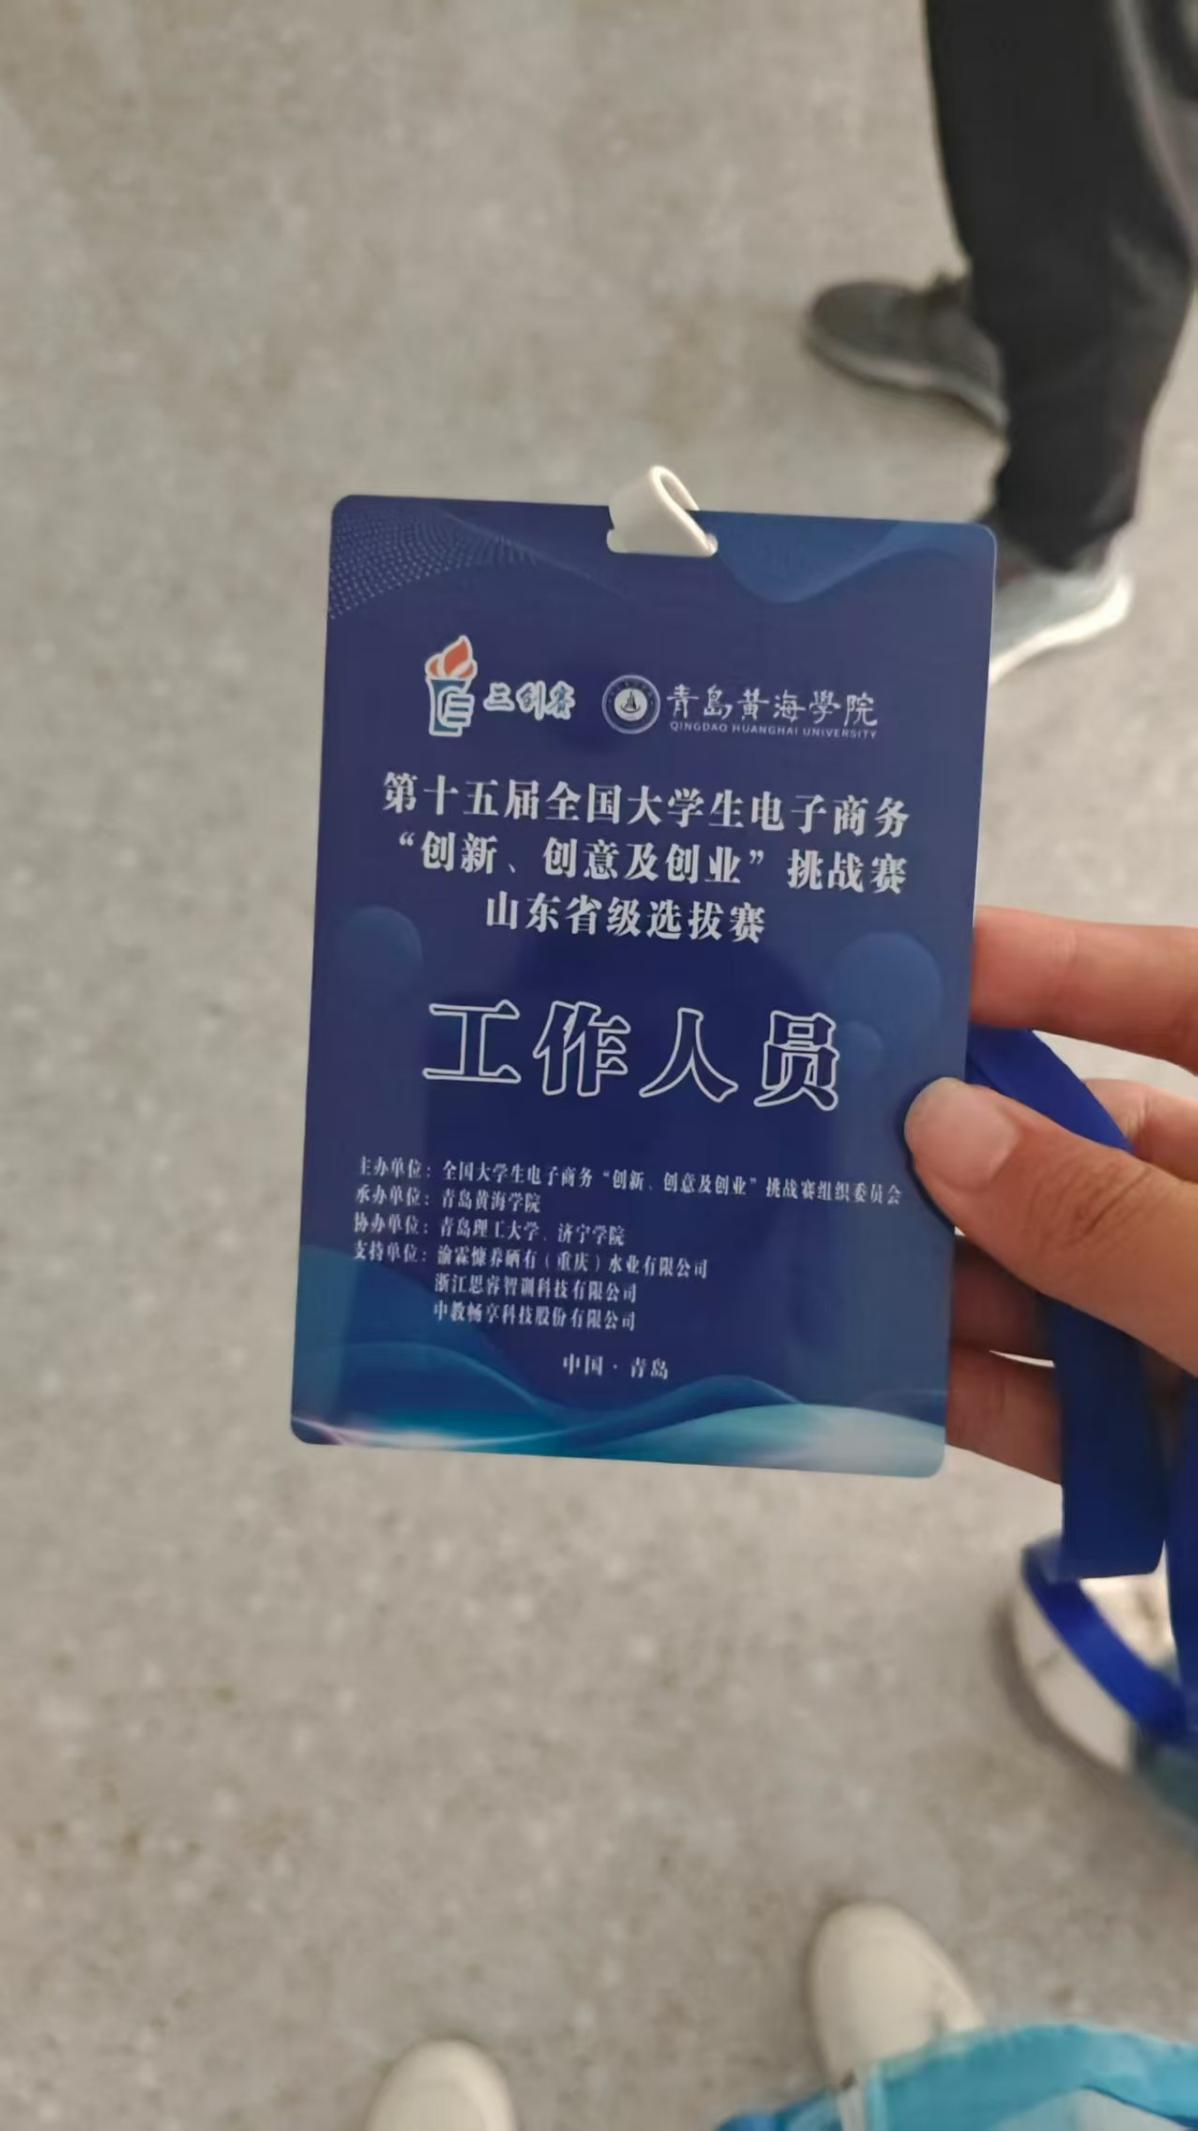 三创赛
青岛黄海學院
QINGDAO HUANGHAI UNIVERSITY
第十五届全国大学生电子商务
“创新、创意及创业”挑战赛
山东省级选拔赛
工作人员
主办单位：全国大学生电子商务“创新、创意及创业”挑战赛组织委员会
承办单位：青岛黄海学院
协办单位：青岛理工大学、济宁学院
支持单位：渝霖慷养硒有（重庆）水业有限公司
浙江思睿智训科技有限公司
中教畅享科技股份有限公司
中国·青岛